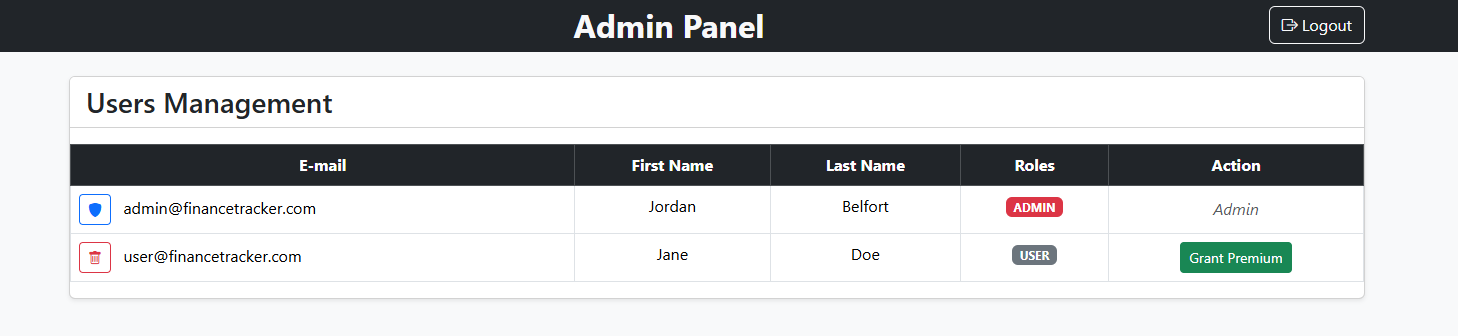 Admin Panel
Logout
Users Management
E-mail First Name Last Name Roles Action
admin@financetracker.com Jordan Belfort ADMIN Admin
user@financetracker.com Jane Doe USER Grant Premium